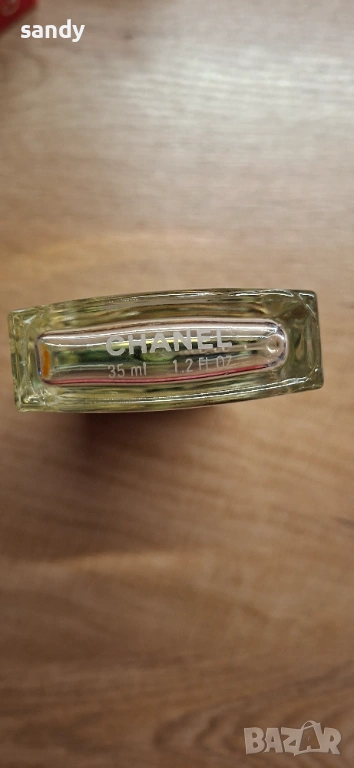 sandy
CHANEL
35 ml 1.2 Fl. oz
BAZAR